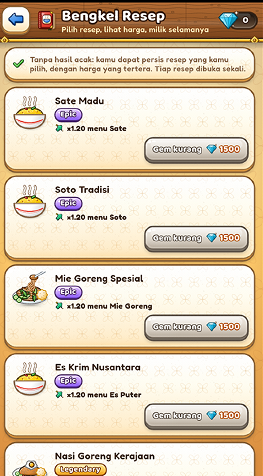 Bengkel Resep
Pilih resep, lihat harga, milik selamanya
0
Tanpa hasil acak: kamu dapat persis resep yang kamu
pilih, dengan harga yang tertera. Tiap resep dibuka sekali.
Sate Madu
Epic
x1.20 menu Sate
Gem kurang 1500
Soto Tradisi
Epic
x1.20 menu Soto
Gem kurang 1500
Mie Goreng Spesial
Epic
x1.20 menu Mie Goreng
Gem kurang 1500
Es Krim Nusantara
Epic
x1.20 menu Es Puter
Gem kurang 1500
Nasi Goreng Kerajaan
Legendary